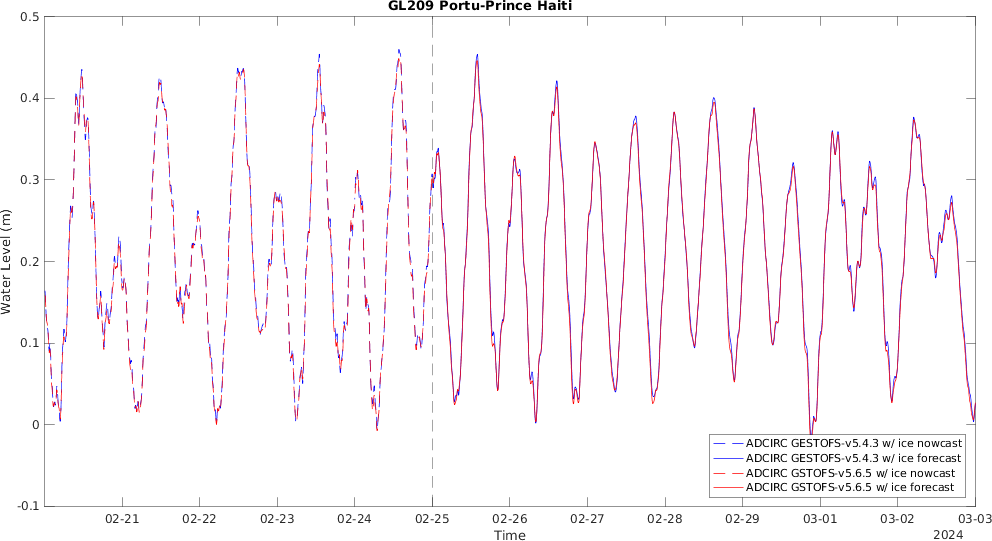 GL209 Portu-Prince Haiti
0.5
0.4
0.3
0.2
0.1
0
-0.1
Water Level (m)
02-21 02-22 02-23 02-24 02-25 02-26 02-27 02-28 02-29 03-01 03-02 03-03
Time
2024
ADCIRC GESTOFS-v5.4.3 w/ ice nowcast
ADCIRC GESTOFS-v5.4.3 w/ ice forecast
ADCIRC GSTOFS-v5.6.5 w/ ice nowcast
ADCIRC GSTOFS-v5.6.5 w/ ice forecast